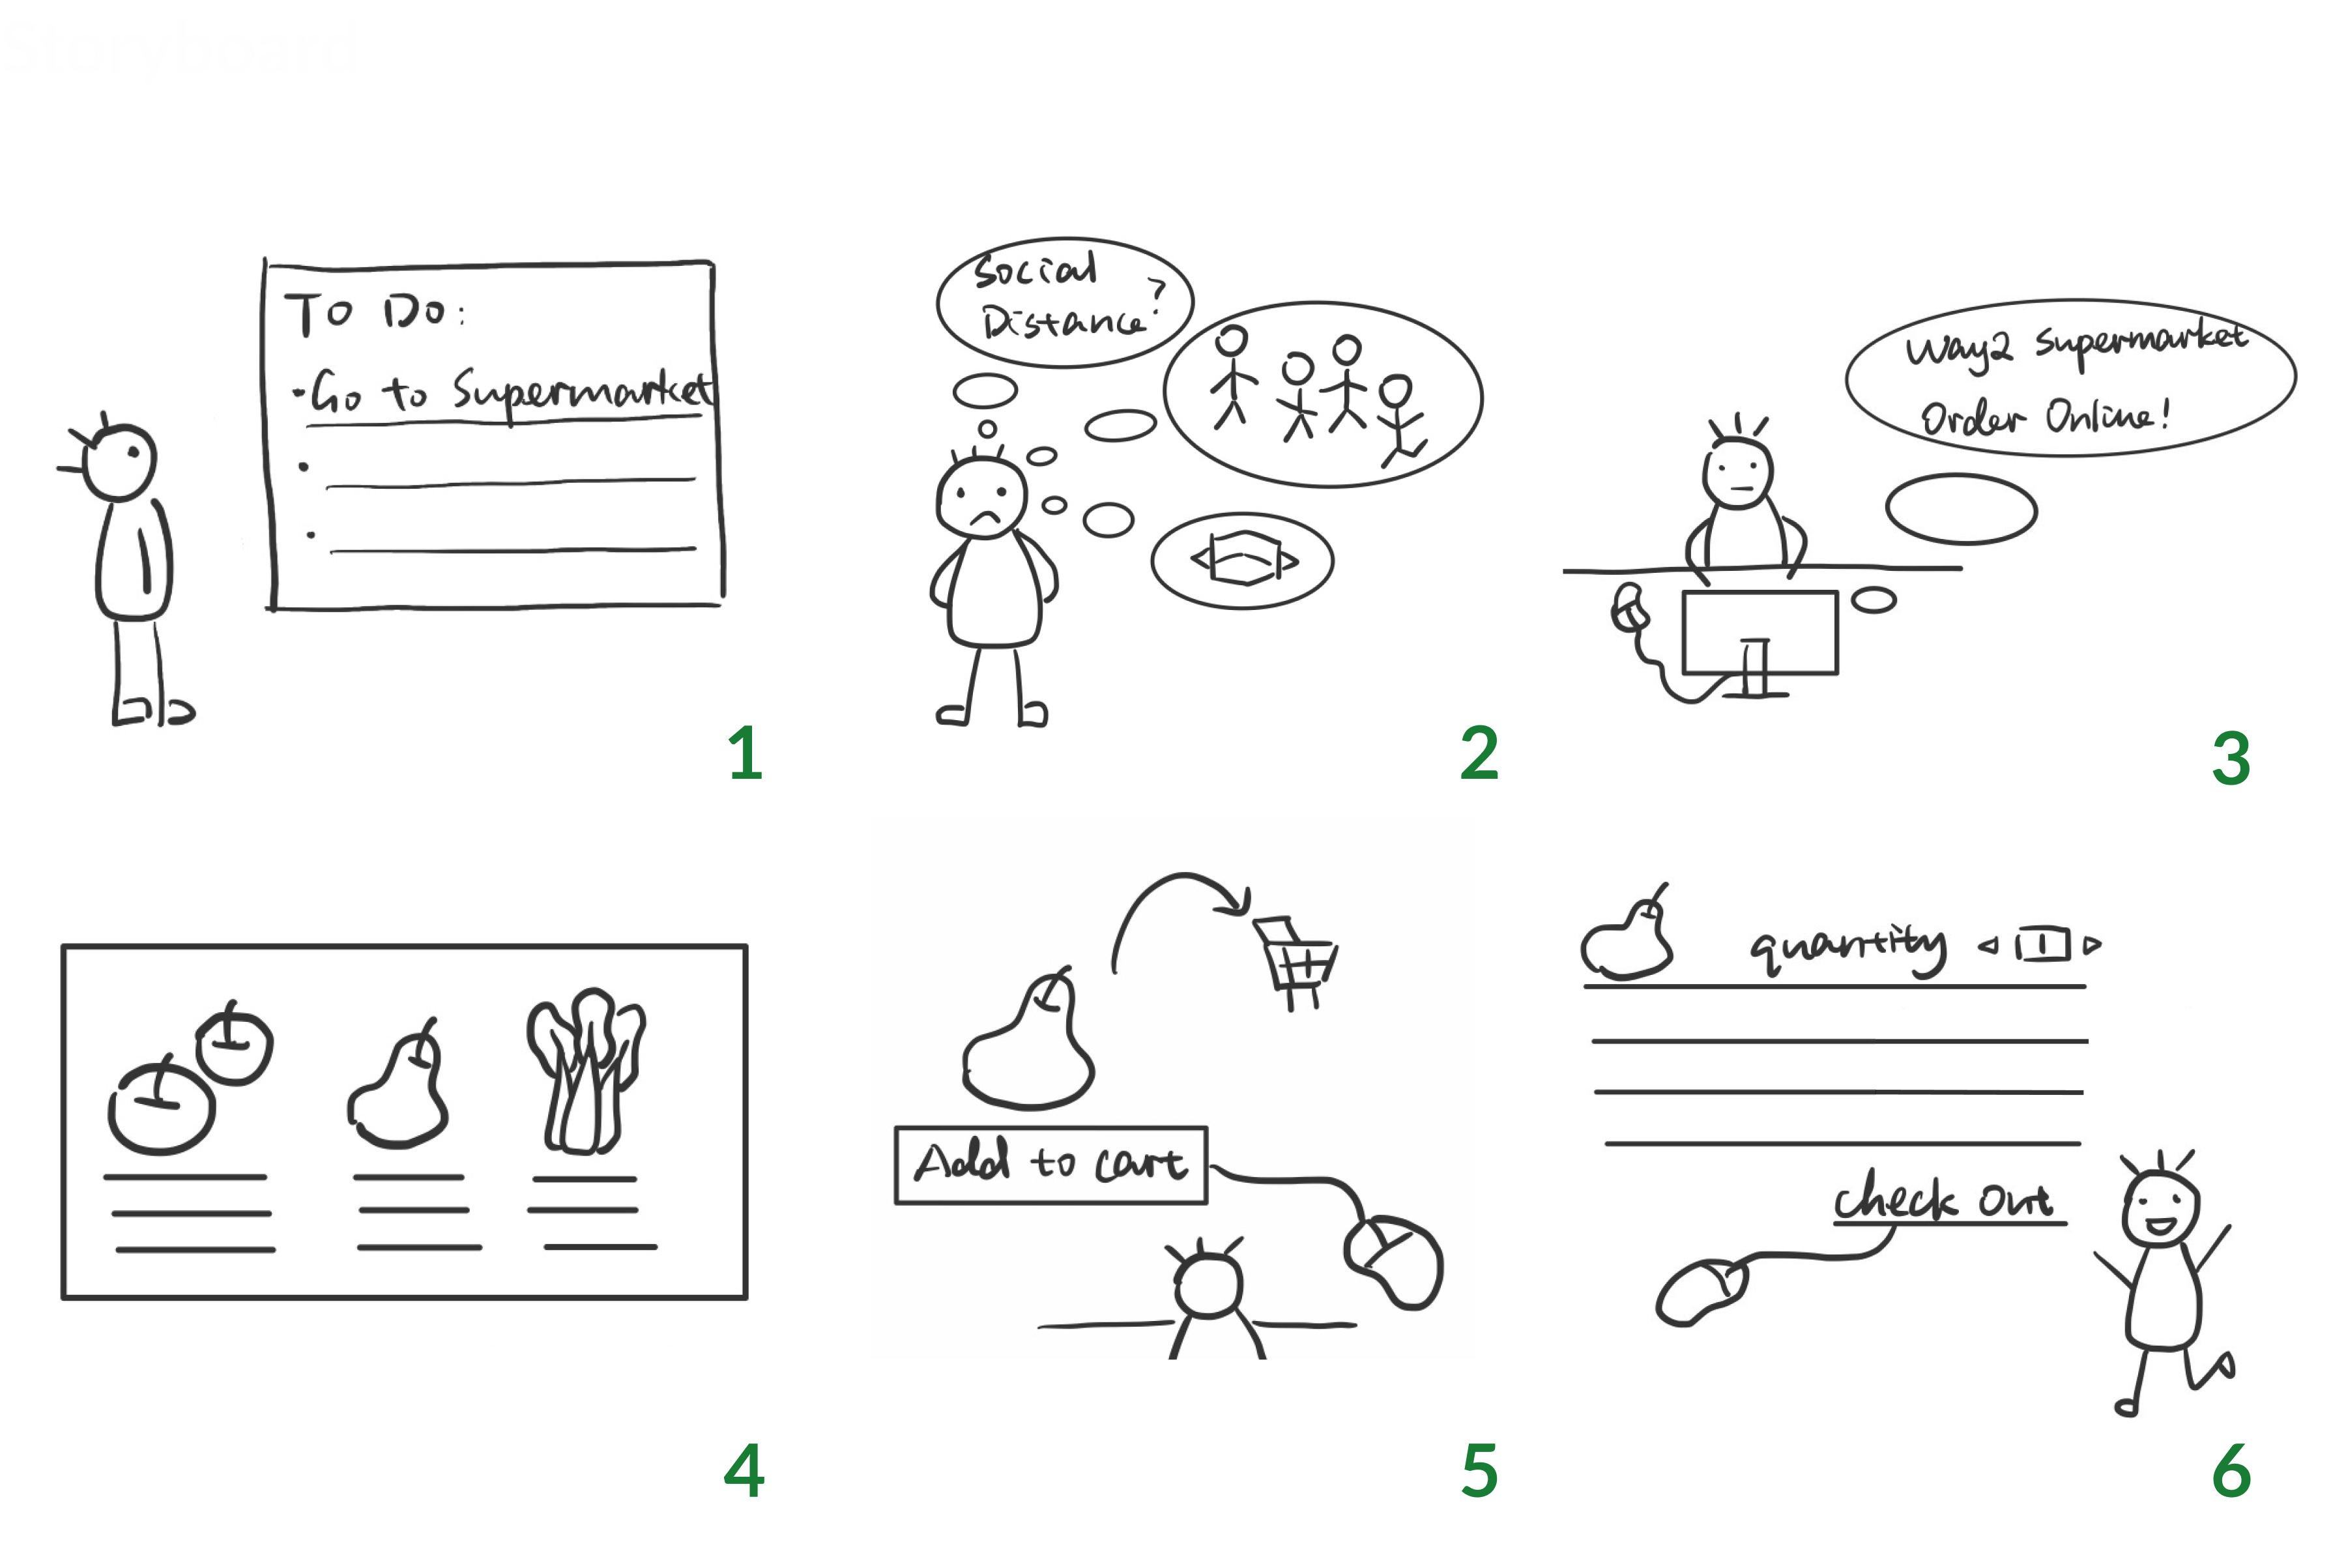 Storyboard
To Do:
•Go to Supermarket
•
•
Social
Distance?
Way2 Supermarket
Order Online!
1
2
3
Add to cart
quantity ◁ 1 ▷
check out
4
5
6